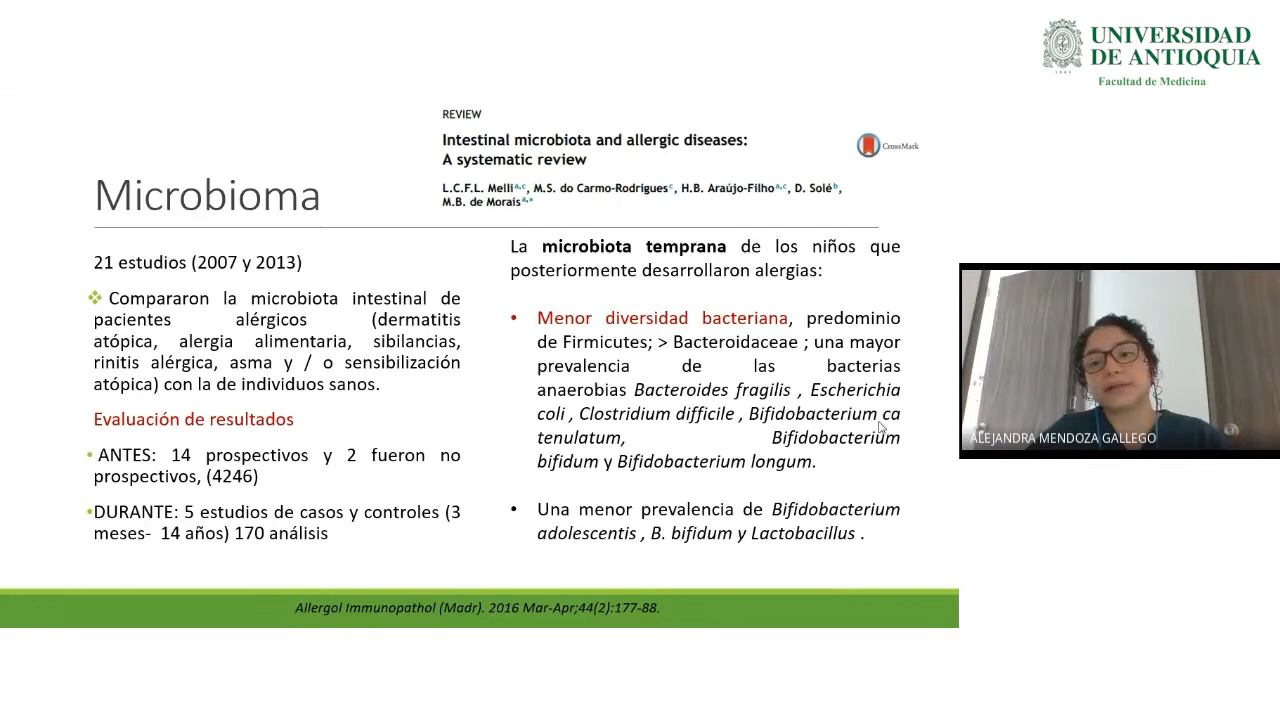 UNIVERSIDAD
DE ANTIOQUIA
1803
Facultad de Medicina
REVIEW
Intestinal microbiota and allergic diseases:
A systematic review
CrossMark
L.C.F.L. Melli a,c, M.S. do Carmo-Rodrigues c, H.B. Araújo-Filho a,c, D. Solé b,
M.B. de Morais a,*
Microbioma
21 estudios (2007 y 2013)
❖ Compararon la microbiota intestinal de
pacientes alérgicos (dermatitis
atópica, alergia alimentaria, sibilancias,
rinitis alérgica, asma y / o sensibilización
atópica) con la de individuos sanos.
Evaluación de resultados
• ANTES: 14 prospectivos y 2 fueron no
prospectivos, (4246)
•DURANTE: 5 estudios de casos y controles (3
meses- 14 años) 170 análisis
La microbiota temprana de los niños que
posteriormente desarrollaron alergias:
• Menor diversidad bacteriana, predominio
de Firmicutes; > Bacteroidaceae ; una mayor
prevalencia de las bacterias
anaerobias Bacteroides fragilis , Escherichia
coli , Clostridium difficile , Bifidobacterium ca
tenulatum, Bifidobacterium
bifidum y Bifidobacterium longum.
• Una menor prevalencia de Bifidobacterium
adolescentis , B. bifidum y Lactobacillus .
ALEJANDRA MENDOZA GALLEGO
Allergol Immunopathol (Madr). 2016 Mar-Apr;44(2):177-88.